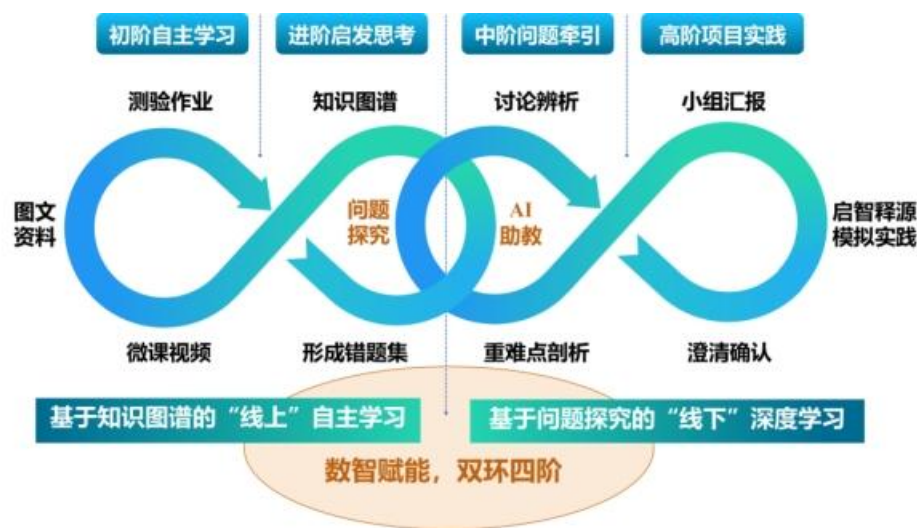 初阶自主学习
进阶启发思考
中阶问题牵引
高阶项目实践
测验作业
知识图谱
讨论辨析
小组汇报
图文
资料
问题
探究
AI
助教
启智释源
模拟实践
微课视频
形成错题集
重难点剖析
澄清确认
基于知识图谱的“线上”自主学习
基于问题探究的“线下”深度学习
数智赋能，双环四阶